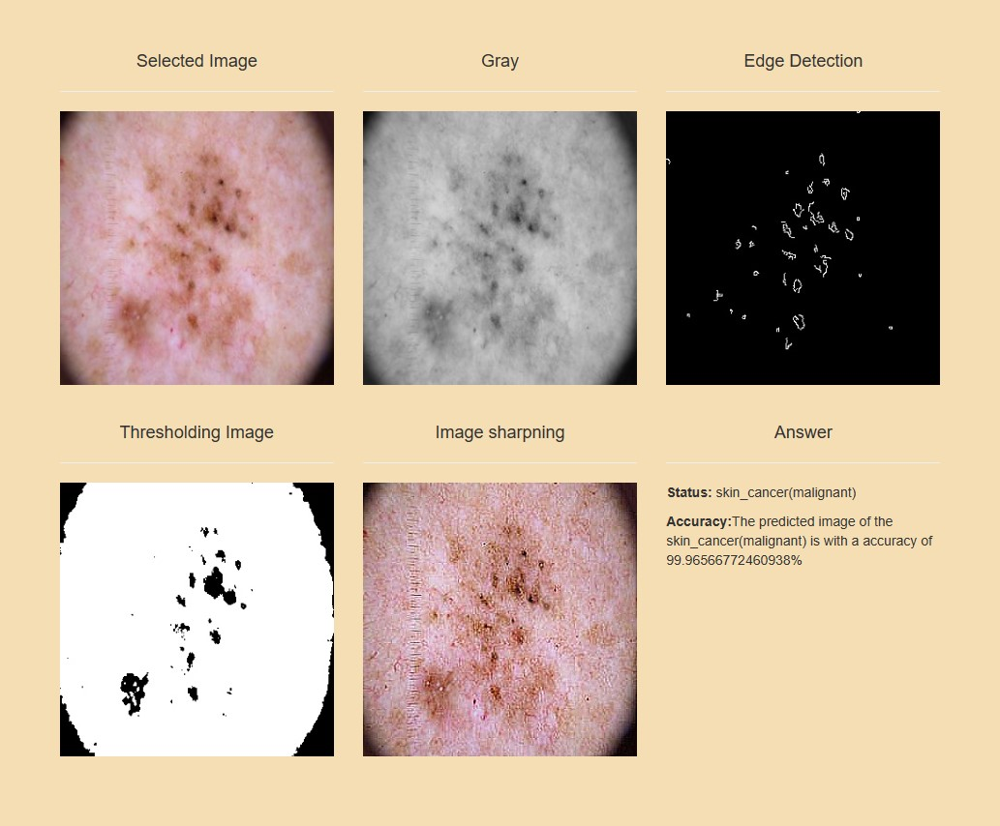 Selected Image
Gray
Edge Detection
Thresholding Image
Image sharpning
Answer
Status: skin_cancer(malignant)
Accuracy:The predicted image of the
skin_cancer(malignant) is with a accuracy of
99.96566772460938%